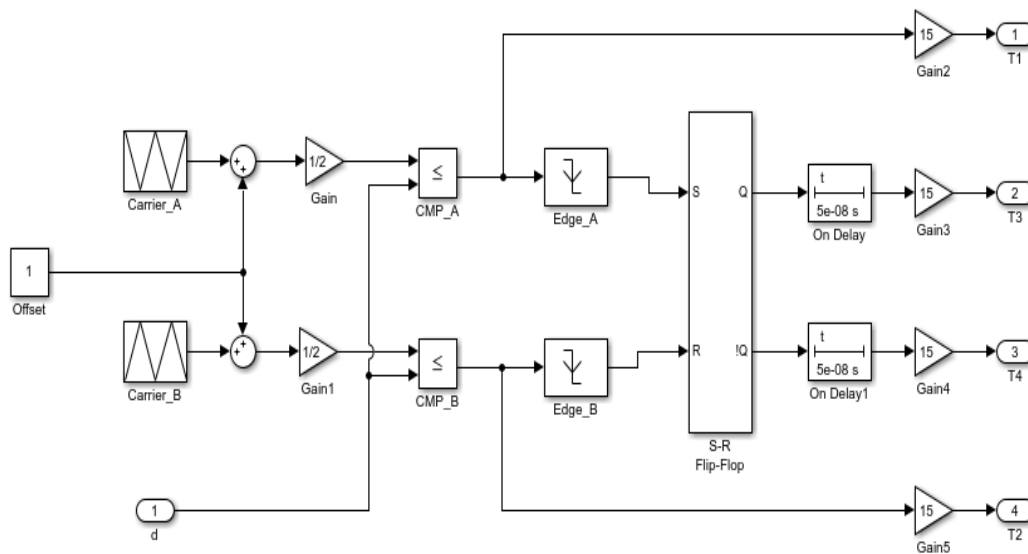 15
1
Gain2
T1
1/2
≤
Carrier_A
Gain
CMP_A
Edge_A
S
Q
t
5e-08 s
On Delay
15
Gain3
2
T3
1
Offset
1/2
≤
Carrier_B
Gain1
CMP_B
Edge_B
R
!Q
t
5e-08 s
On Delay1
15
Gain4
3
T4
S-R
Flip-Flop
1
d
15
Gain5
4
T2